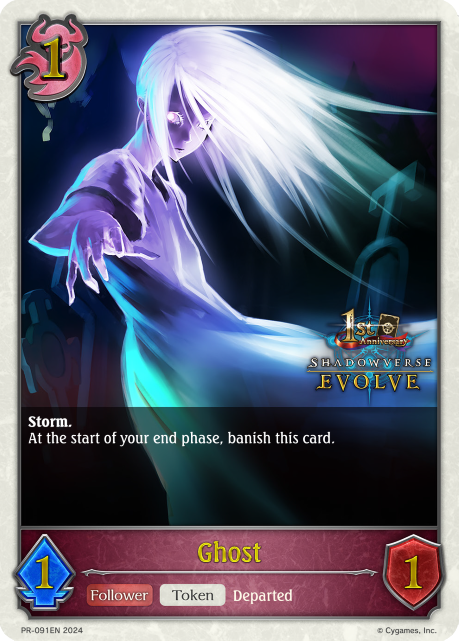 1
1st
Anniversary
SHADOWVERSE
EVOLVE
Storm.
At the start of your end phase, banish this card.
Ghost
1
Follower Token Departed
1
PR-091EN 2024 © Cygames, Inc.